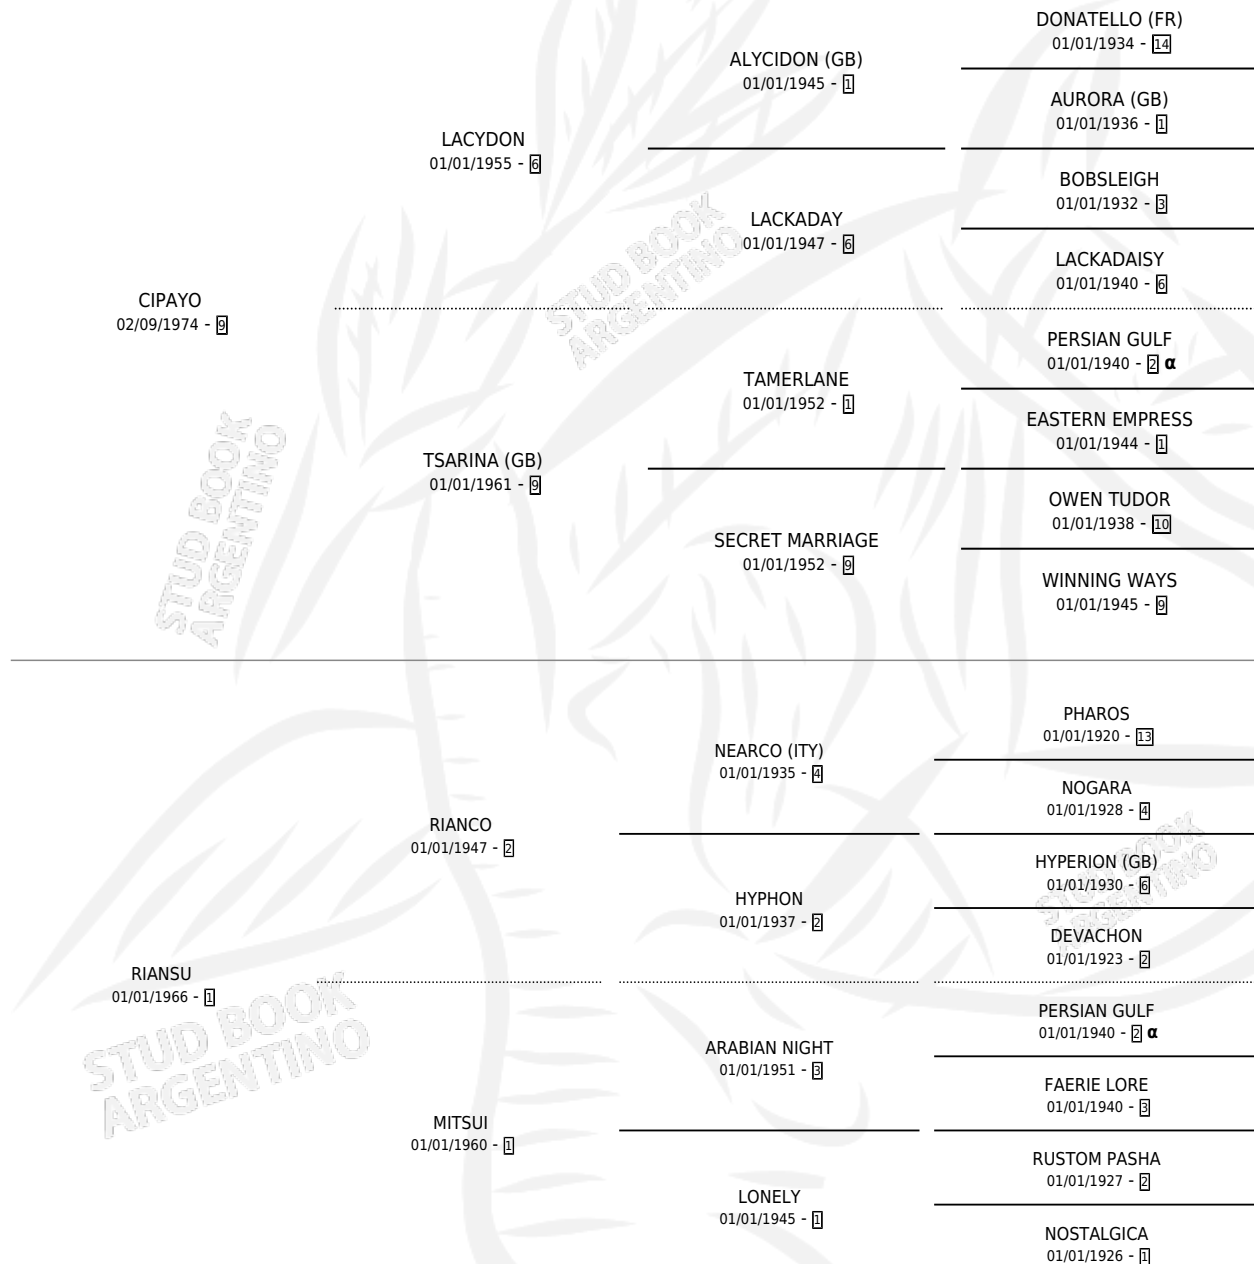 DONATELLO (FR)
01/01/1934 - 14
ALYCIDON (GB)
01/01/1945 - 1
AURORA (GB)
01/01/1936 - 1
LACYDON
01/01/1955 - 6
BOBSLEIGH
01/01/1932 - 3
LACKADAY
01/01/1947 - 6
LACKADAISY
01/01/1940 - 6
CIPAYO
02/09/1974 - 9
PERSIAN GULF
01/01/1940 - 2 α
TAMERLANE
01/01/1952 - 1
EASTERN EMPRESS
01/01/1944 - 1
TSARINA (GB)
01/01/1961 - 9
OWEN TUDOR
01/01/1938 - 10
SECRET MARRIAGE
01/01/1952 - 9
WINNING WAYS
01/01/1945 - 9
PHAROS
01/01/1920 - 13
NEARCO (ITY)
01/01/1935 - 4
NOGARA
01/01/1928 - 4
RIANCO
01/01/1947 - 2
HYPERION (GB)
01/01/1930 - 6
HYPHON
01/01/1937 - 2
DEVACHON
01/01/1923 - 2
RIANSU
01/01/1966 - 1
PERSIAN GULF
01/01/1940 - 2 α
ARABIAN NIGHT
01/01/1951 - 3
FAERIE LORE
01/01/1940 - 3
MITSUI
01/01/1960 - 1
RUSTOM PASHA
01/01/1927 - 2
LONELY
01/01/1945 - 1
NOSTALGICA
01/01/1926 - 1
STUD BOOK
ARGENTINO
STUD BOOK
ARGENTINO
STUD BOOK
ARGENTINO
STUD BOOK
ARGENTINO